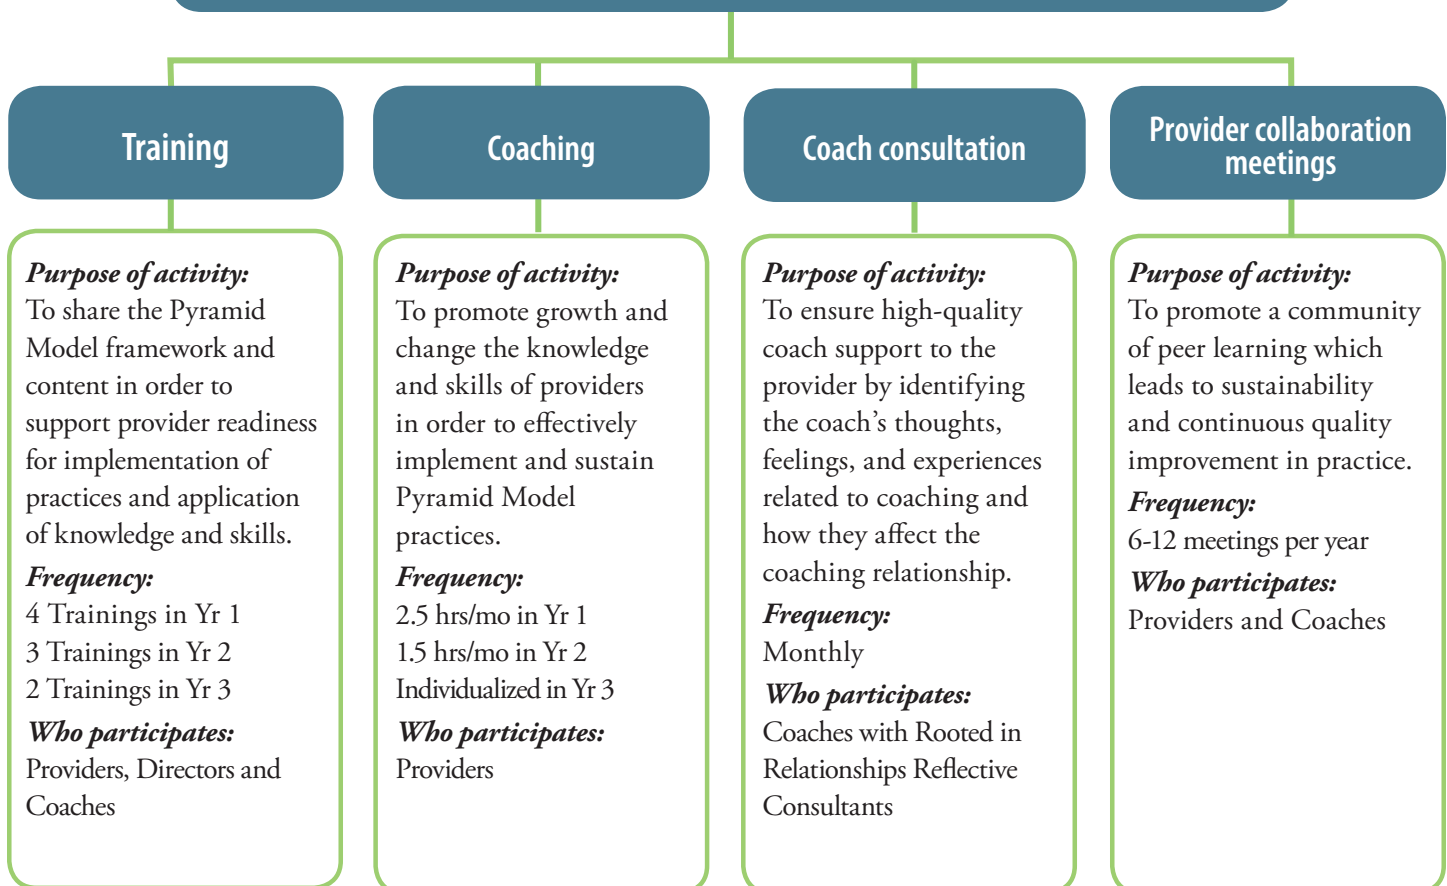 Training
Purpose of activity:
To share the Pyramid
Model framework and
content in order to
support provider readiness
for implementation of
practices and application
of knowledge and skills.
Frequency:
4 Trainings in Yr 1
3 Trainings in Yr 2
2 Trainings in Yr 3
Who participates:
Providers, Directors and
Coaches
Coaching
Purpose of activity:
To promote growth and
change the knowledge
and skills of providers
in order to effectively
implement and sustain
Pyramid Model
practices.
Frequency:
2.5 hrs/mo in Yr 1
1.5 hrs/mo in Yr 2
Individualized in Yr 3
Who participates:
Providers
Coach consultation
Purpose of activity:
To ensure high-quality
coach support to the
provider by identifying
the coach’s thoughts,
feelings, and experiences
related to coaching and
how they affect the
coaching relationship.
Frequency:
Monthly
Who participates:
Coaches with Rooted in
Relationships Reflective
Consultants
Provider collaboration
meetings
Purpose of activity:
To promote a community
of peer learning which
leads to sustainability
and continuous quality
improvement in practice.
Frequency:
6-12 meetings per year
Who participates:
Providers and Coaches